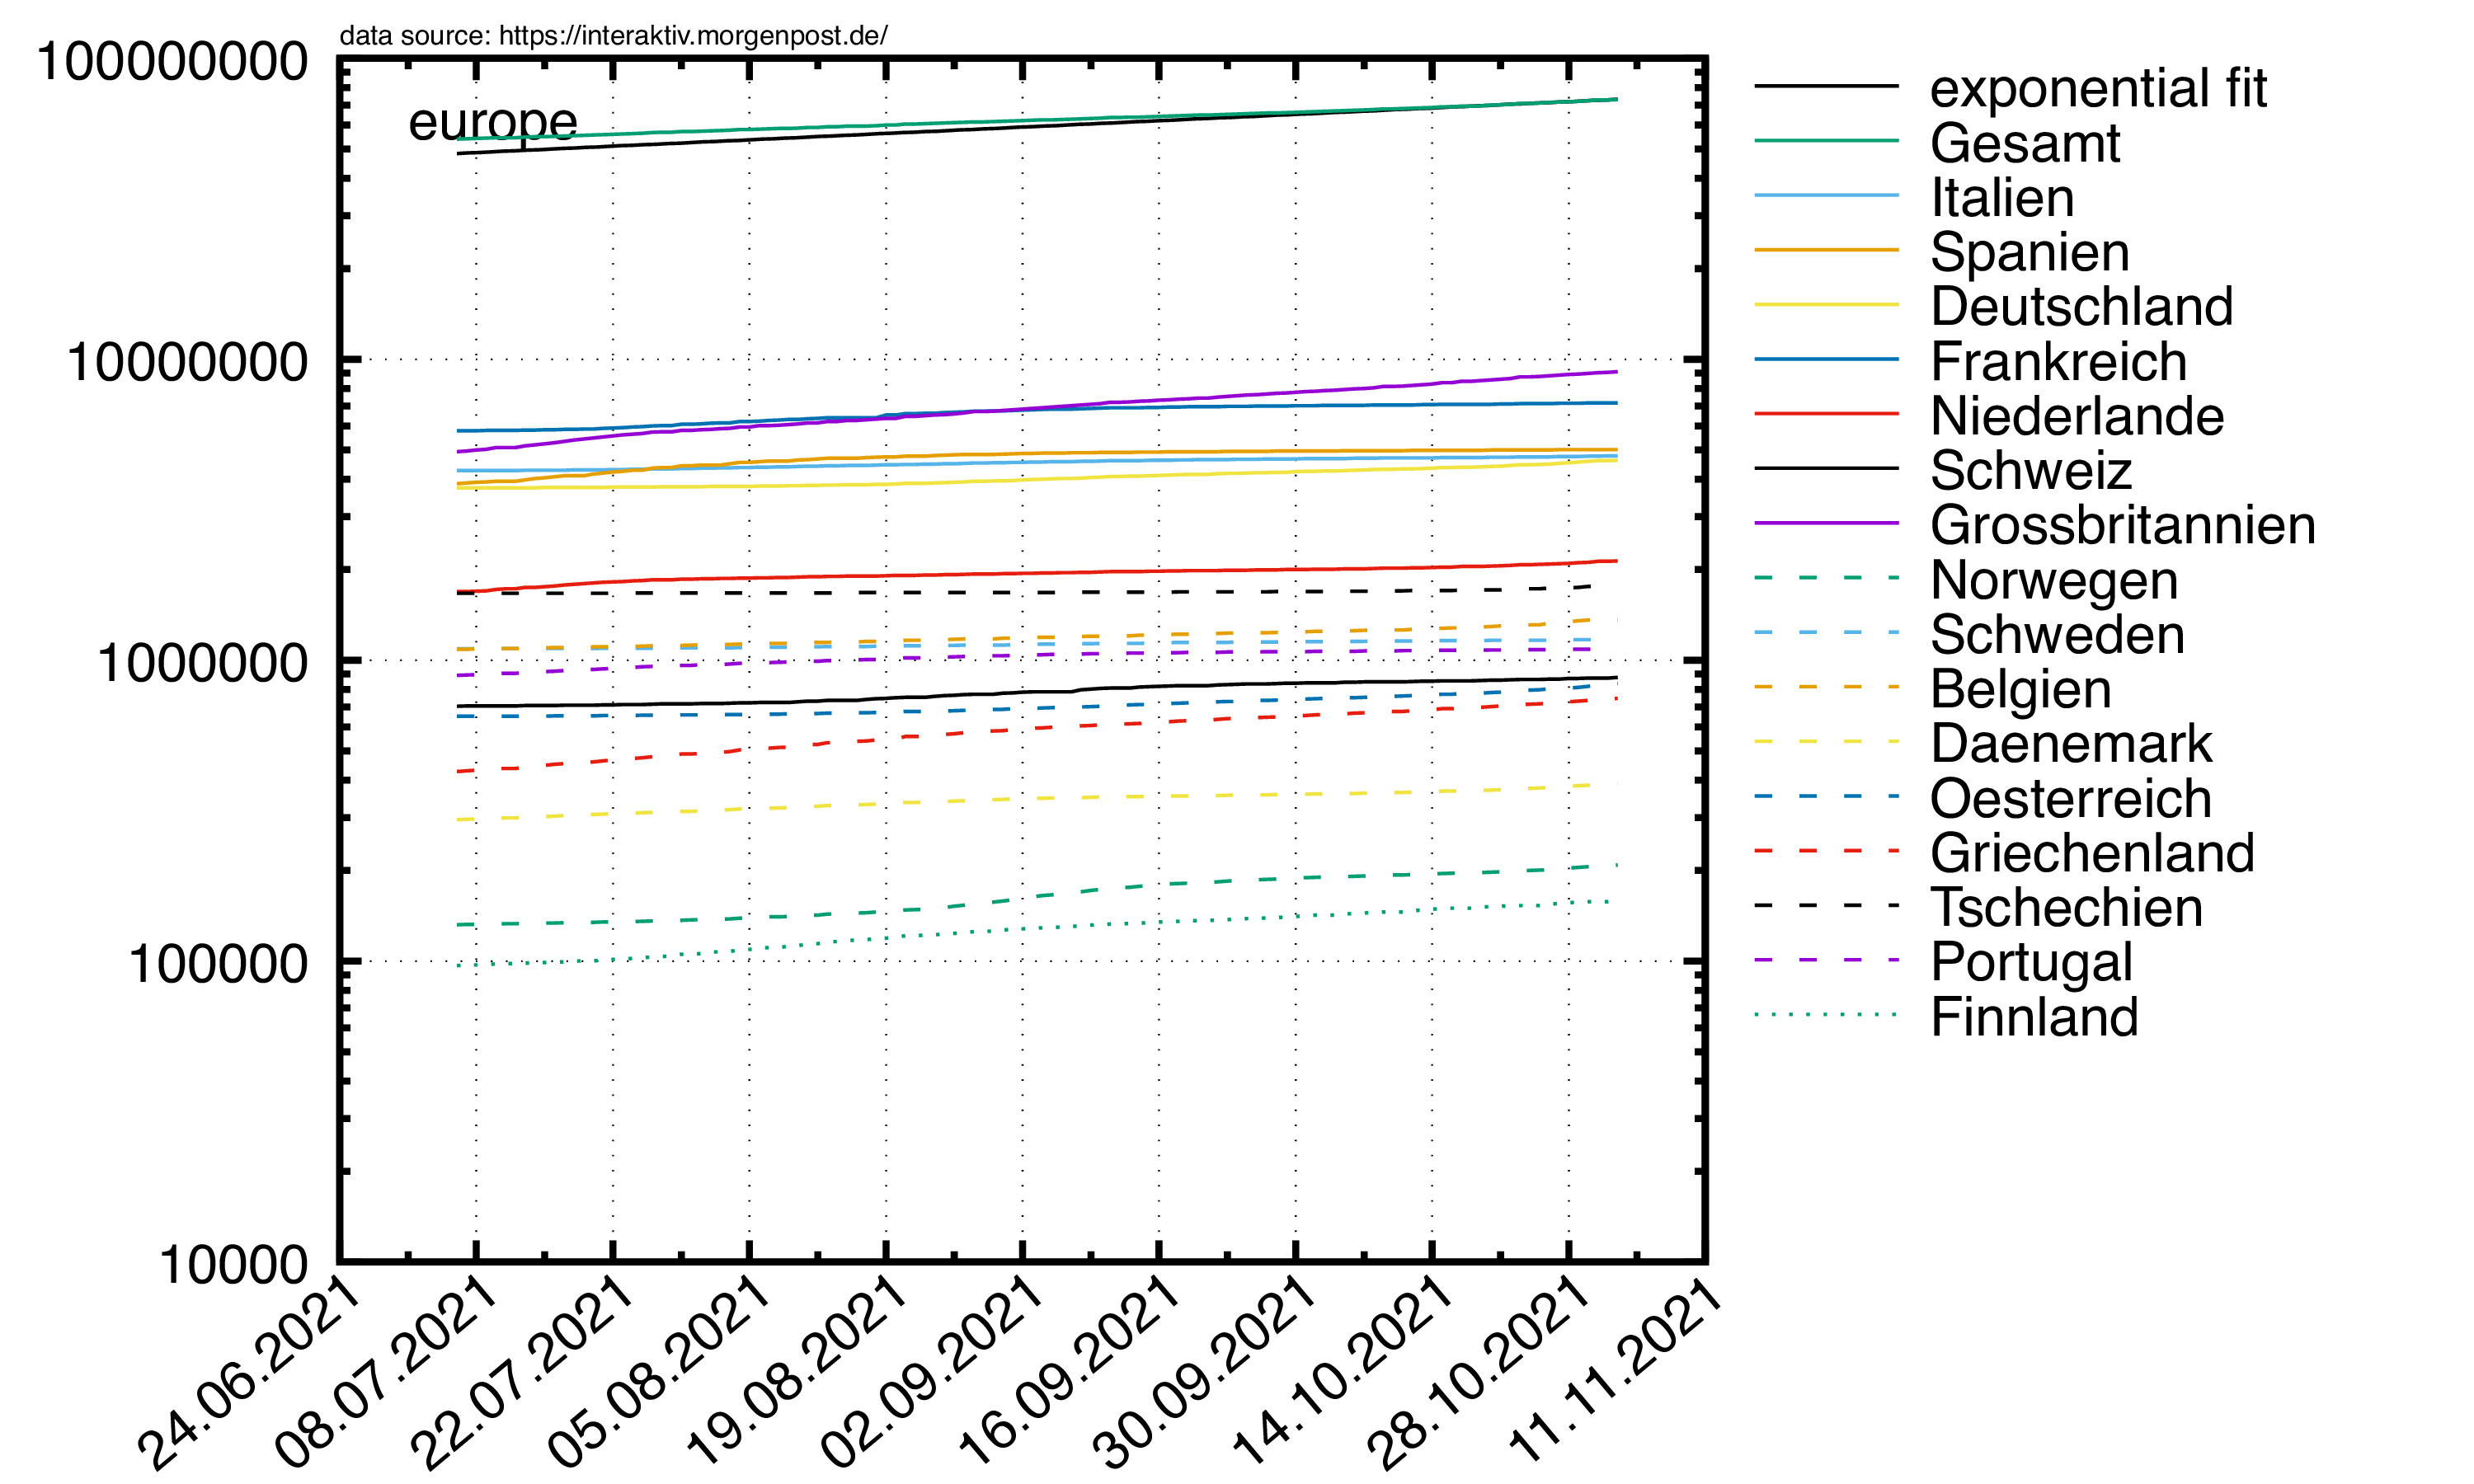 data source: https://interaktiv.morgenpost.de/
europe
100000000
10000000
1000000
100000
10000
24.06.2021
08.07.2021
22.07.2021
05.08.2021
19.08.2021
02.09.2021
16.09.2021
30.09.2021
14.10.2021
28.10.2021
11.11.2021
exponential fit
Gesamt
Italien
Spanien
Deutschland
Frankreich
Niederlande
Schweiz
Grossbritannien
Norwegen
Schweden
Belgien
Daenemark
Oesterreich
Griechenland
Tschechien
Portugal
Finnland